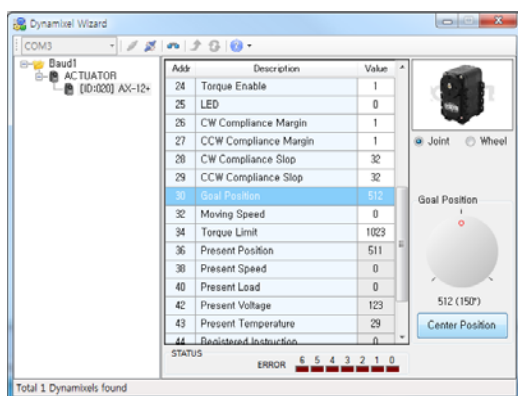 Dynamixel Wizard
COM3
Baud1
ACTUATOR
[ID:020] AX-12+
Addr Description Value
24 Torque Enable 1
25 LED 0
26 CW Compliance Margin 1
27 CCW Compliance Margin 1
28 CW Compliance Slop 32
29 CCW Compliance Slop 32
30 Goal Position 512
32 Moving Speed 0
34 Torque Limit 1023
36 Present Position 511
38 Present Speed 0
40 Present Load 0
42 Present Voltage 123
43 Present Temperature 29
44 Registered Instruction 0
STATUS
ERROR 6 5 4 3 2 1 0
Joint Wheel
Goal Position
512 (150°)
Center Position
Total 1 Dynamixels found